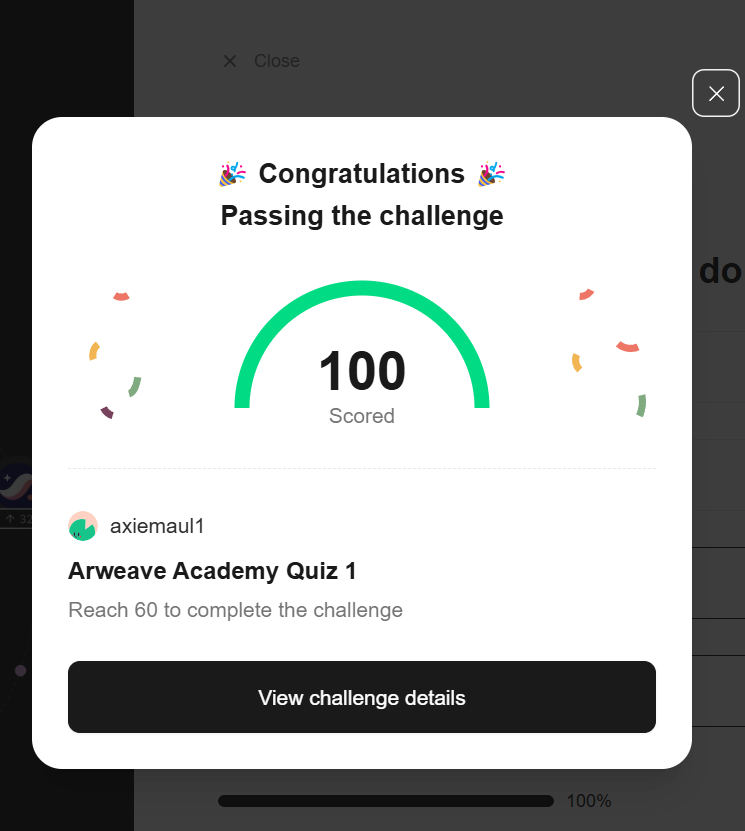 Close
Congratulations
Passing the challenge
do
100
Scored
32
axiemaul1
Arweave Academy Quiz 1
Reach 60 to complete the challenge
View challenge details
100%